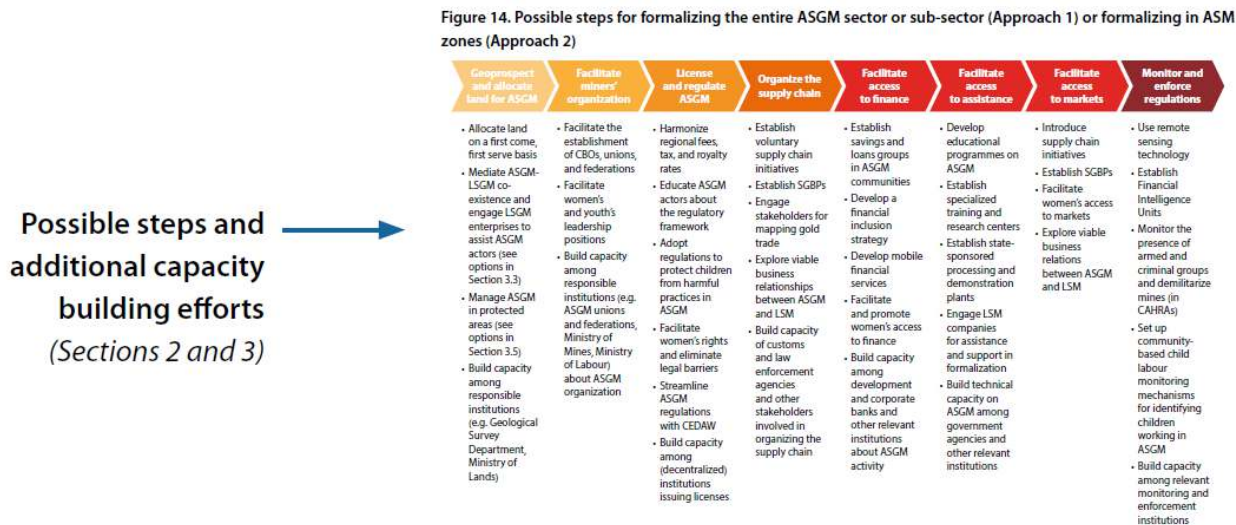 Figure 14. Possible steps for formalizing the entire ASGM sector or sub-sector (Approach 1) or formalizing in ASM
zones (Approach 2)
Possible steps and
additional capacity
building efforts
(Sections 2 and 3)
Geoprospect
and allocate
land for ASGM
• Allocate land
on a first come,
first serve basis
• Mediate ASGM-
LSGM co-
existence and
engage LSGM
enterprises to
assist ASGM
actors (see
options in
Section 3.3)
• Manage ASGM
in protected
areas (see
options in
Section 3.5)
• Build capacity
among
responsible
institutions
(e.g. Geological
Survey
Department,
Ministry of
Lands)
Facilitate
miners'
organization
• Facilitate the
establishment
of CBOs, unions,
and federations
• Facilitate
women's
and youth's
leadership
positions
• Build capacity
among
responsible
institutions (e.g.
ASGM unions
and federations,
Ministry of
Mines, Ministry
of Labour)
about ASGM
organization
License
and regulate
ASGM
• Harmonize
regional fees,
tax, and royalty
rates
• Educate ASGM
actors about
the regulatory
framework
• Adopt
regulations to
protect children
from harmful
practices in
ASGM
• Facilitate
women's rights
and eliminate
legal barriers
• Streamline
ASGM
regulations
with CEDAW
• Build capacity
among
(decentralized)
institutions
issuing licenses
Organize the
supply chain
• Establish
voluntary
supply chain
initiatives
• Establish SGBPs
• Engage
stakeholders for
mapping gold
trade
• Explore viable
business
relationships
between ASGM
and LSM
• Build capacity
of customs
and law
enforcement
agencies
and other
stakeholders
involved in
organizing the
supply chain
Facilitate
access
to finance
• Establish
savings and
loans groups
in ASGM
communities
• Develop a
financial
inclusion
strategy
• Develop mobile
financial
services
• Facilitate
and promote
women's access
to finance
• Build capacity
among
development
and corporate
banks and
other relevant
institutions
about ASGM
activity
Facilitate
access
to assistance
• Develop
educational
programmes on
ASGM
• Establish
specialized
training and
research centers
• Establish state-
sponsored
processing and
demonstration
plants
• Engage LSM
companies
for assistance
and support in
formalization
• Build technical
capacity on
ASGM among
government
agencies and
other relevant
institutions
Facilitate
access
to markets
• Introduce
supply chain
initiatives
• Establish SGBPs
• Facilitate
women's access
to markets
• Explore viable
business
relations
between ASGM
and LSM
Monitor and
enforce
regulations
• Use remote
sensing
technology
• Establish
Financial
Intelligence
Units
• Monitor the
presence of
armed and
criminal groups
and demilitarize
mines (in
CAHRAs)
• Set up
community-
based child
labour
monitoring
mechanisms
for identifying
children
working in
ASGM
• Build capacity
among relevant
monitoring and
enforcement
institutions